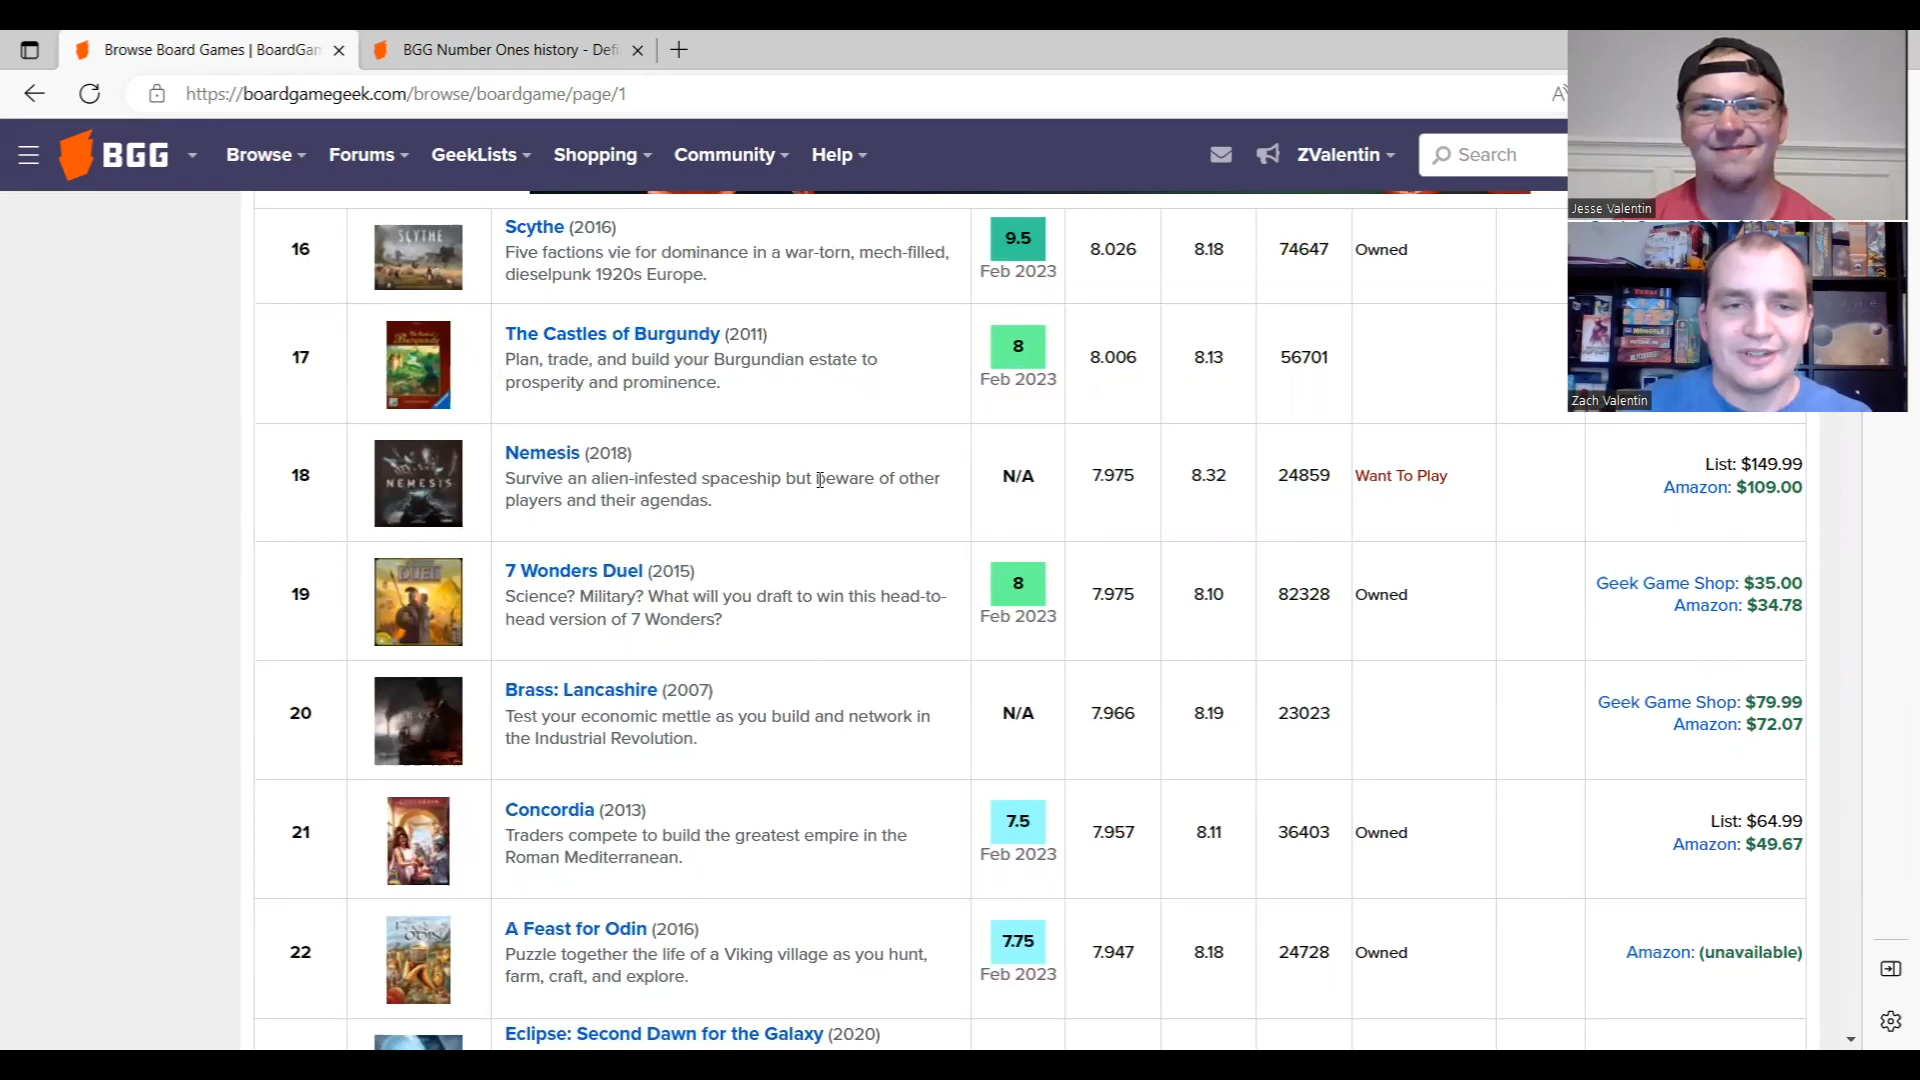 Browse Board Games | BoardGan
BGG Number Ones history - Defi
https://boardgamegeek.com/browse/boardgame/page/1
BGG
Browse
Forums
GeekLists
Shopping
Community
Help
ZValentin
Search
Jesse Valentin
Zach Valentin
16
SCYTHE
Scythe (2016)
Five factions vie for dominance in a war-torn, mech-filled,
dieselpunk 1920s Europe.
9.5
Feb 2023
8.026
8.18
74647
Owned
17
The Castles of Burgundy (2011)
Plan, trade, and build your Burgundian estate to
prosperity and prominence.
8
Feb 2023
8.006
8.13
56701
18
NEMESIS
Nemesis (2018)
Survive an alien-infested spaceship but beware of other
players and their agendas.
N/A
7.975
8.32
24859
Want To Play
List: $149.99
Amazon: $109.00
19
DUEL
7 Wonders Duel (2015)
Science? Military? What will you draft to win this head-to-
head version of 7 Wonders?
8
Feb 2023
7.975
8.10
82328
Owned
Geek Game Shop: $35.00
Amazon: $34.78
20
Brass: Lancashire (2007)
Test your economic mettle as you build and network in
the Industrial Revolution.
N/A
7.966
8.19
23023
Geek Game Shop: $79.99
Amazon: $72.07
21
Concordia (2013)
Traders compete to build the greatest empire in the
Roman Mediterranean.
7.5
Feb 2023
7.957
8.11
36403
Owned
List: $64.99
Amazon: $49.67
22
ODIN
A Feast for Odin (2016)
Puzzle together the life of a Viking village as you hunt,
farm, craft, and explore.
7.75
Feb 2023
7.947
8.18
24728
Owned
Amazon: (unavailable)
Eclipse: Second Dawn for the Galaxy (2020)